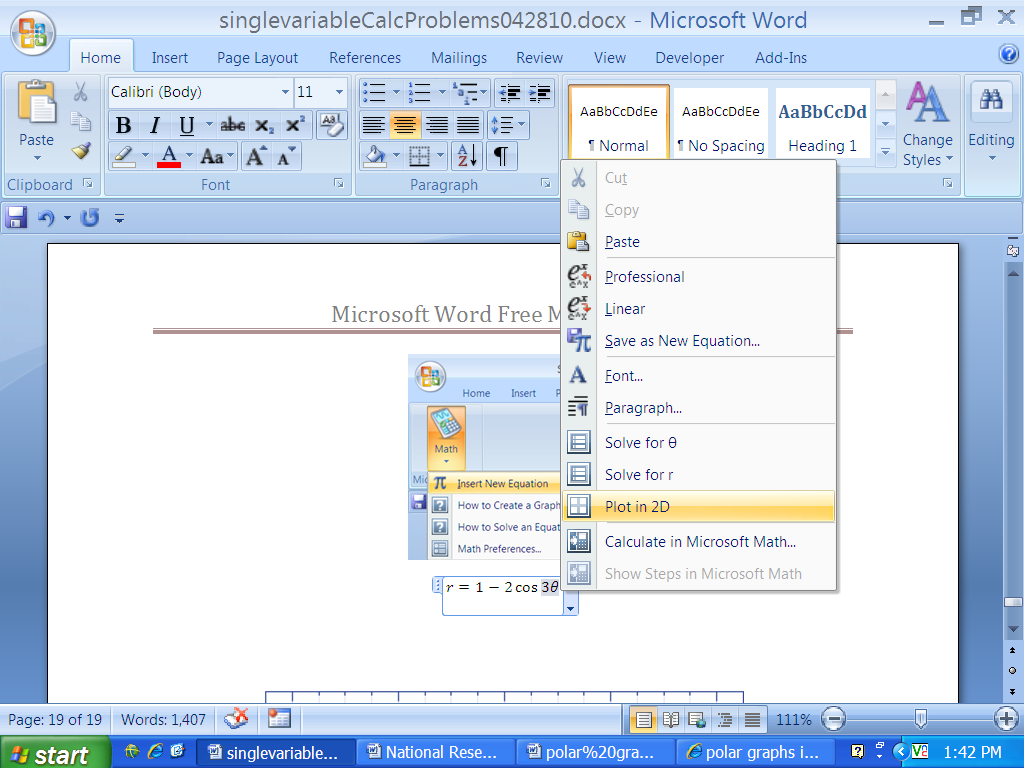 singlevariableCalcProblems042810.docx - Microsoft Word
Home Insert Page Layout References Mailings Review View Developer Add-Ins
Paste
Clipboard
Calibri (Body) 11
B I U abc x₂ x²
A Aa A A
Font
Paragraph
AaBbCcDdEe AaBbCcDdEe AaBbCcDd
¶ Normal ¶ No Spacing Heading 1
Change Styles
Editing
Microsoft Word Free M
Home Insert
Math
Mic
Insert New Equation
How to Create a Graph
How to Solve an Equat
Math Preferences...
r = 1 − 2 cos 3θ
Cut
Copy
Paste
Professional
Linear
Save as New Equation...
Font...
Paragraph...
Solve for θ
Solve for r
Plot in 2D
Calculate in Microsoft Math...
Show Steps in Microsoft Math
Page: 19 of 19 Words: 1,407 111%
start singlevariable... National Rese... polar%20gra... polar graphs i... 1:42 PM